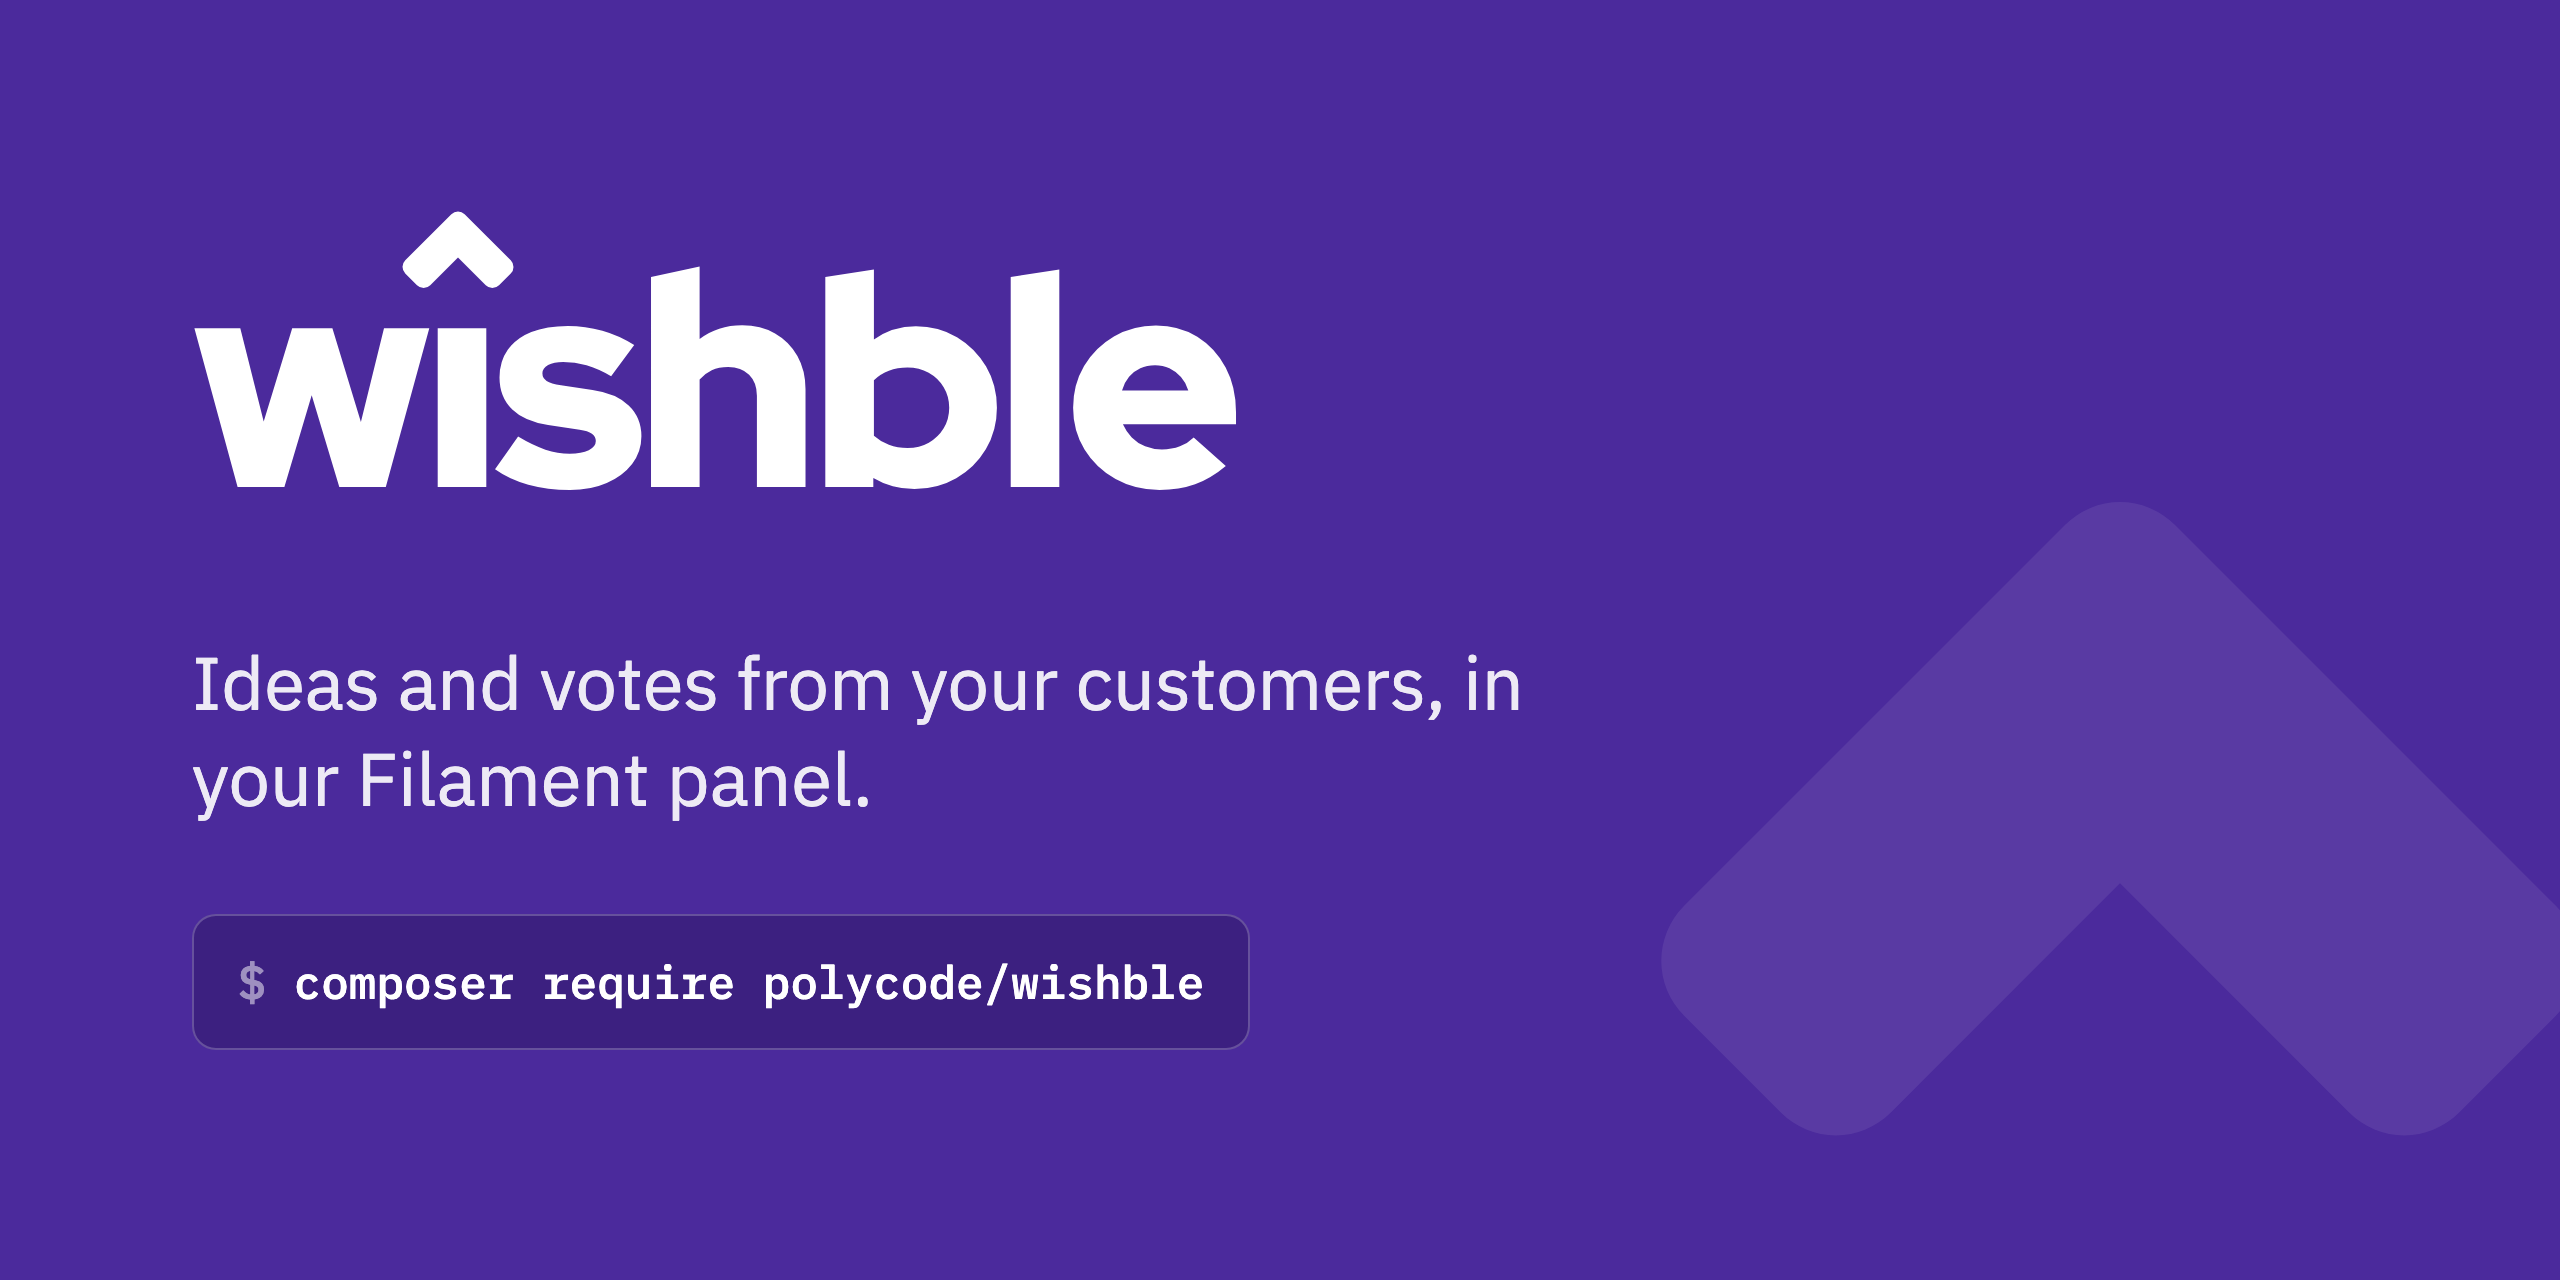 wishble
Ideas and votes from your customers, in
your Filament panel.
$ composer require polycode/wishble